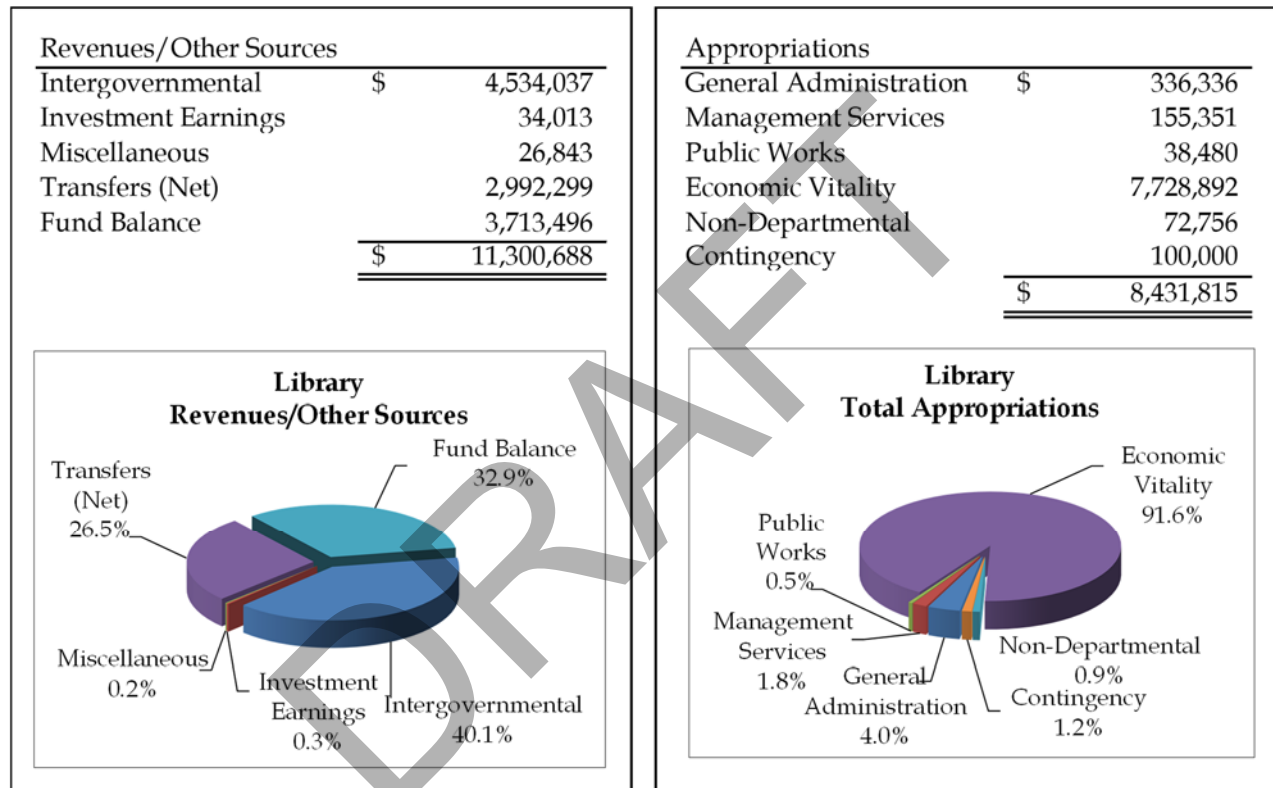 Revenues/Other Sources
Intergovernmental $ 4,534,037
Investment Earnings 34,013
Miscellaneous 26,843
Transfers (Net) 2,992,299
Fund Balance 3,713,496
$ 11,300,688
Library
Revenues/Other Sources
Fund Balance
32.9%
Transfers
(Net)
26.5%
Miscellaneous
0.2%
Investment
Earnings
0.3%
Intergovernmental
40.1%
Appropriations
General Administration $ 336,336
Management Services 155,351
Public Works 38,480
Economic Vitality 7,728,892
Non-Departmental 72,756
Contingency 100,000
$ 8,431,815
Library
Total Appropriations
Economic
Vitality
91.6%
Public
Works
0.5%
Management
Services
1.8%
General
Administration
4.0%
Non-Departmental
0.9%
Contingency
1.2%
DRAFT